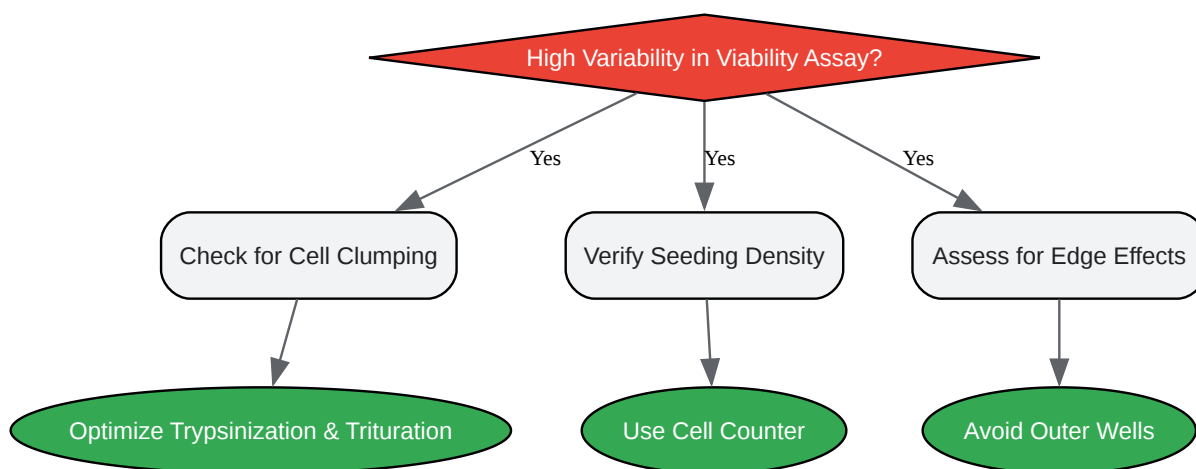 High Variability in Viability Assay?
Yes
Yes
Yes
Check for Cell Clumping
Verify Seeding Density
Assess for Edge Effects
Optimize Trypsinization & Trituration
Use Cell Counter
Avoid Outer Wells